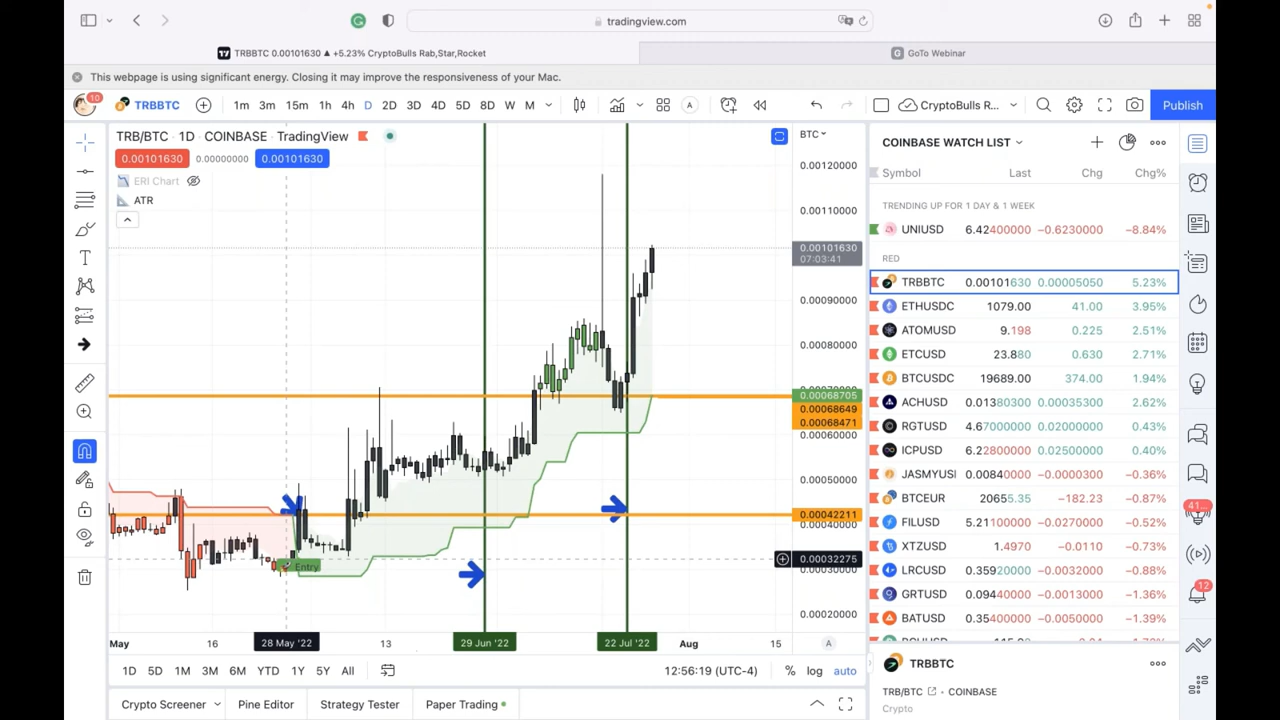 tradingview.com
TRBBTC 0.00101630 ▲ +5.23% CryptoBulls Rab,Star,Rocket
G GoTo Webinar
This webpage is using significant energy. Closing it may improve the responsiveness of your Mac.
10
TRBBTC
1m 3m 15m 1h 4h D 2D 3D 4D 5D 8D W M
CryptoBulls R...
Publish
TRB/BTC · 1D · COINBASE · TradingView
BTC
0.00101630 0.00000000 0.00101630
ERI Chart
ATR
0.00120000
0.00110000
0.00101630
07:03:41
0.00090000
0.00080000
0.00068705
0.00068649
0.00068471
0.00060000
0.00050000
0.00042211
0.00040000
0.00032275
0.00030000
0.00020000
Entry
May 16 28 May '22 13 29 Jun '22 22 Jul '22 Aug 15 A
1D 5D 1M 3M 6M YTD 1Y 5Y All
12:56:19 (UTC-4) % log auto
Crypto Screener Pine Editor Strategy Tester Paper Trading
COINBASE WATCH LIST
Symbol Last Chg Chg%
TRENDING UP FOR 1 DAY & 1 WEEK
UNIUSD 6.42400000 −0.6230000 −8.84%
RED
TRBBTC 0.00101630 0.00005050 5.23%
ETHUSDC 1079.00 41.00 3.95%
ATOMUSD 9.198 0.225 2.51%
ETCUSD 23.880 0.630 2.71%
BTCUSDC 19689.00 374.00 1.94%
ACHUSD 0.01380300 0.00035200 2.62%
RGTUSD 4.67000000 0.02000000 0.43%
ICPUSD 6.22800000 0.02500000 0.40%
JASMYUSI 0.00840000 −0.0000300 −0.36%
BTCEUR 20655.35 −182.23 −0.87%
FILUSD 5.21100000 −0.0270000 −0.52%
XTZUSD 1.4970 −0.0110 −0.73%
LRCUSD 0.35920000 −0.0032000 −0.88%
GRTUSD 0.09440000 −0.0013000 −1.36%
BATUSD 0.35400000 −0.0050000 −1.39%
41...
12
TRBBTC
TRB/BTC COINBASE
Crypto